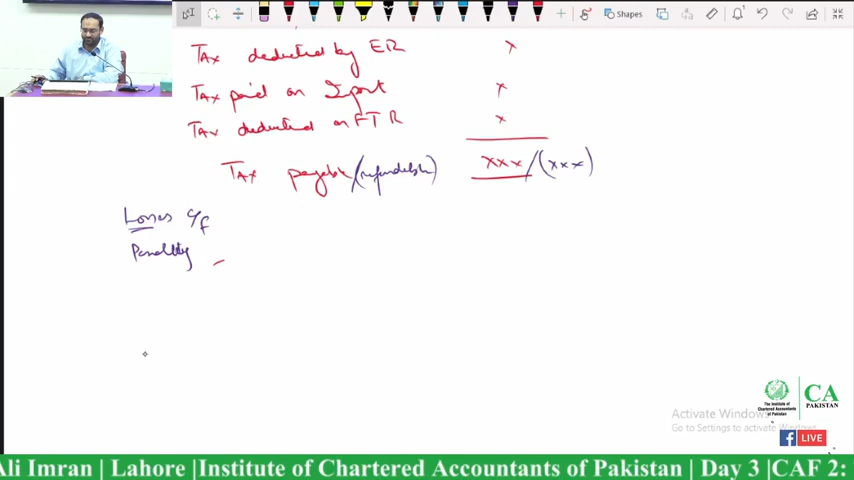 Shapes
Tax deducted by ER x
Tax paid on Import x
Tax deducted on FTR x
Tax payable/(refundable) xxx/(xxx)
Losses c/f
Penality
The Institute of
Chartered Accountants
of Pakistan
CA
PAKISTAN
Activate Windows
Go to Settings to activate Windows.
f LIVE
Ali Imran | Lahore |Institute of Chartered Accountants of Pakistan | Day 3 |CAF 2: